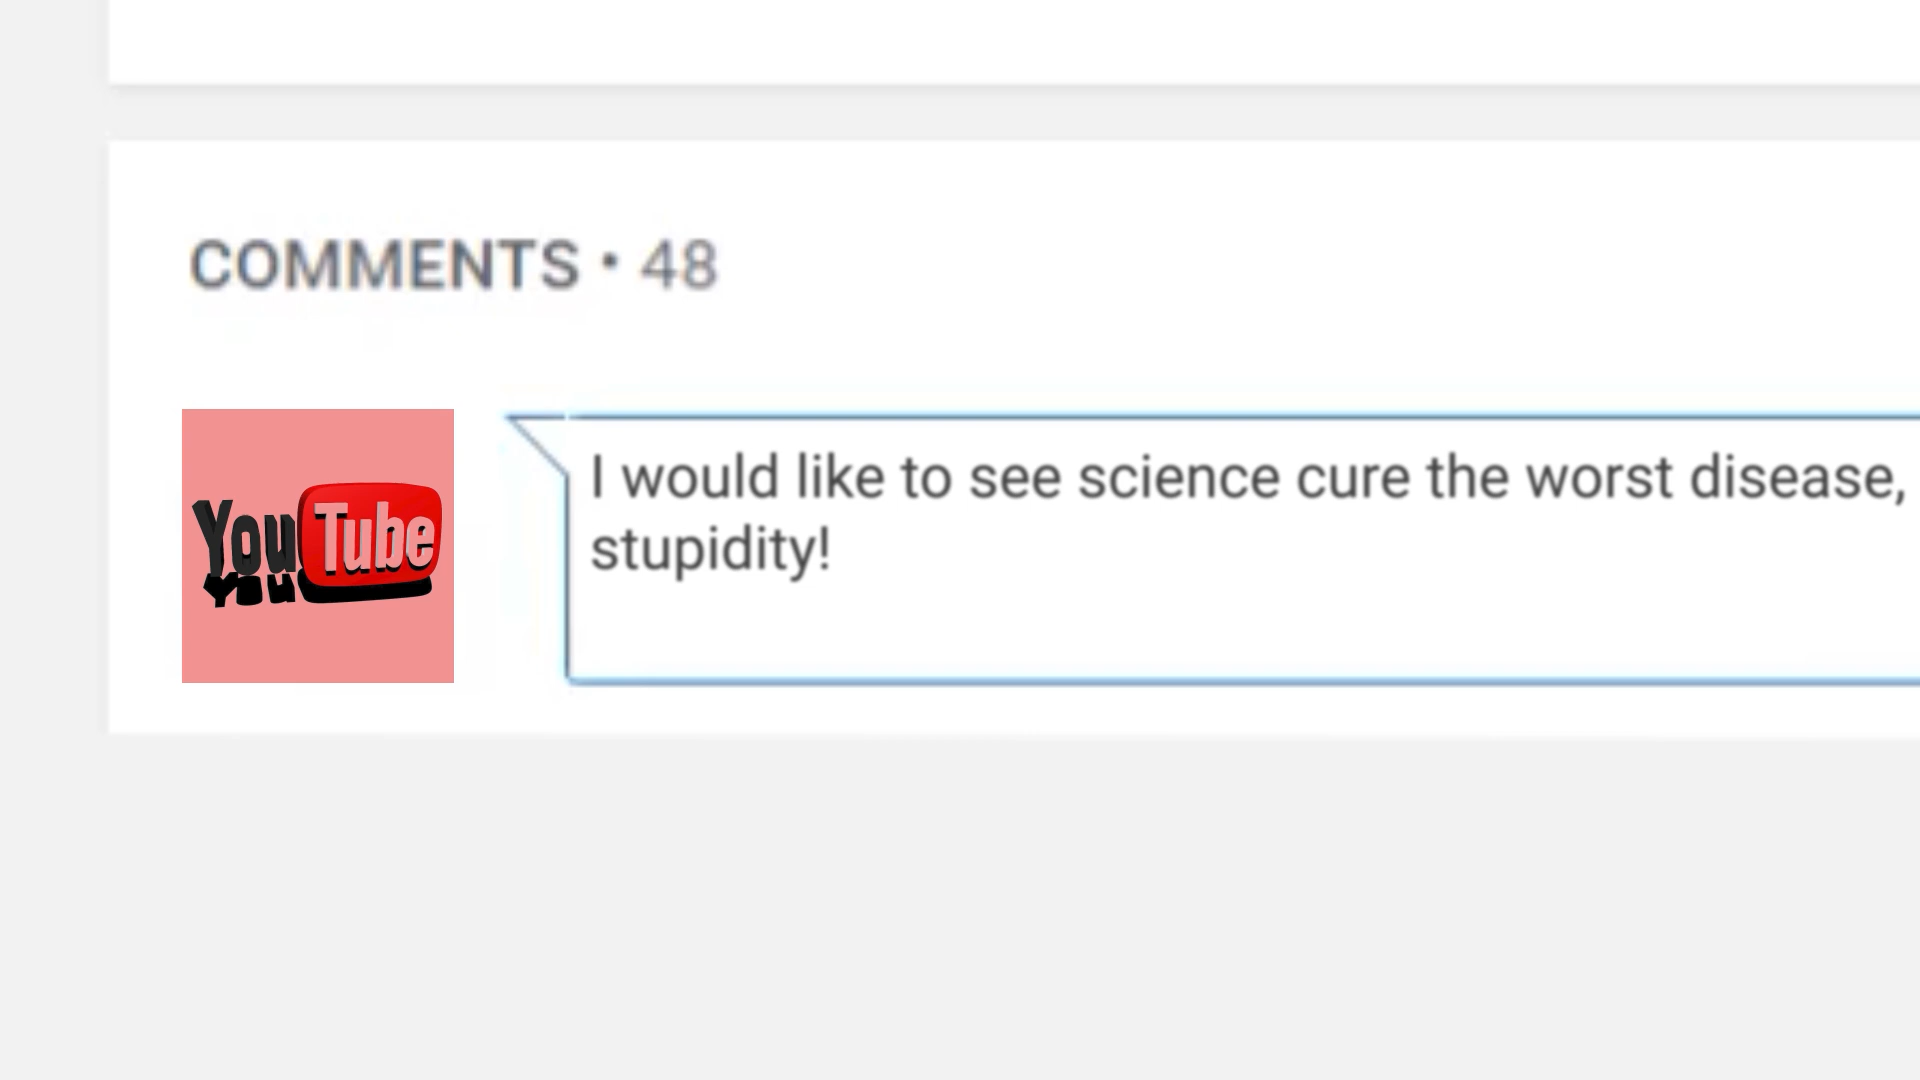 COMMENTS • 48
I would like to see science cure the worst disease,
stupidity!
YouTube